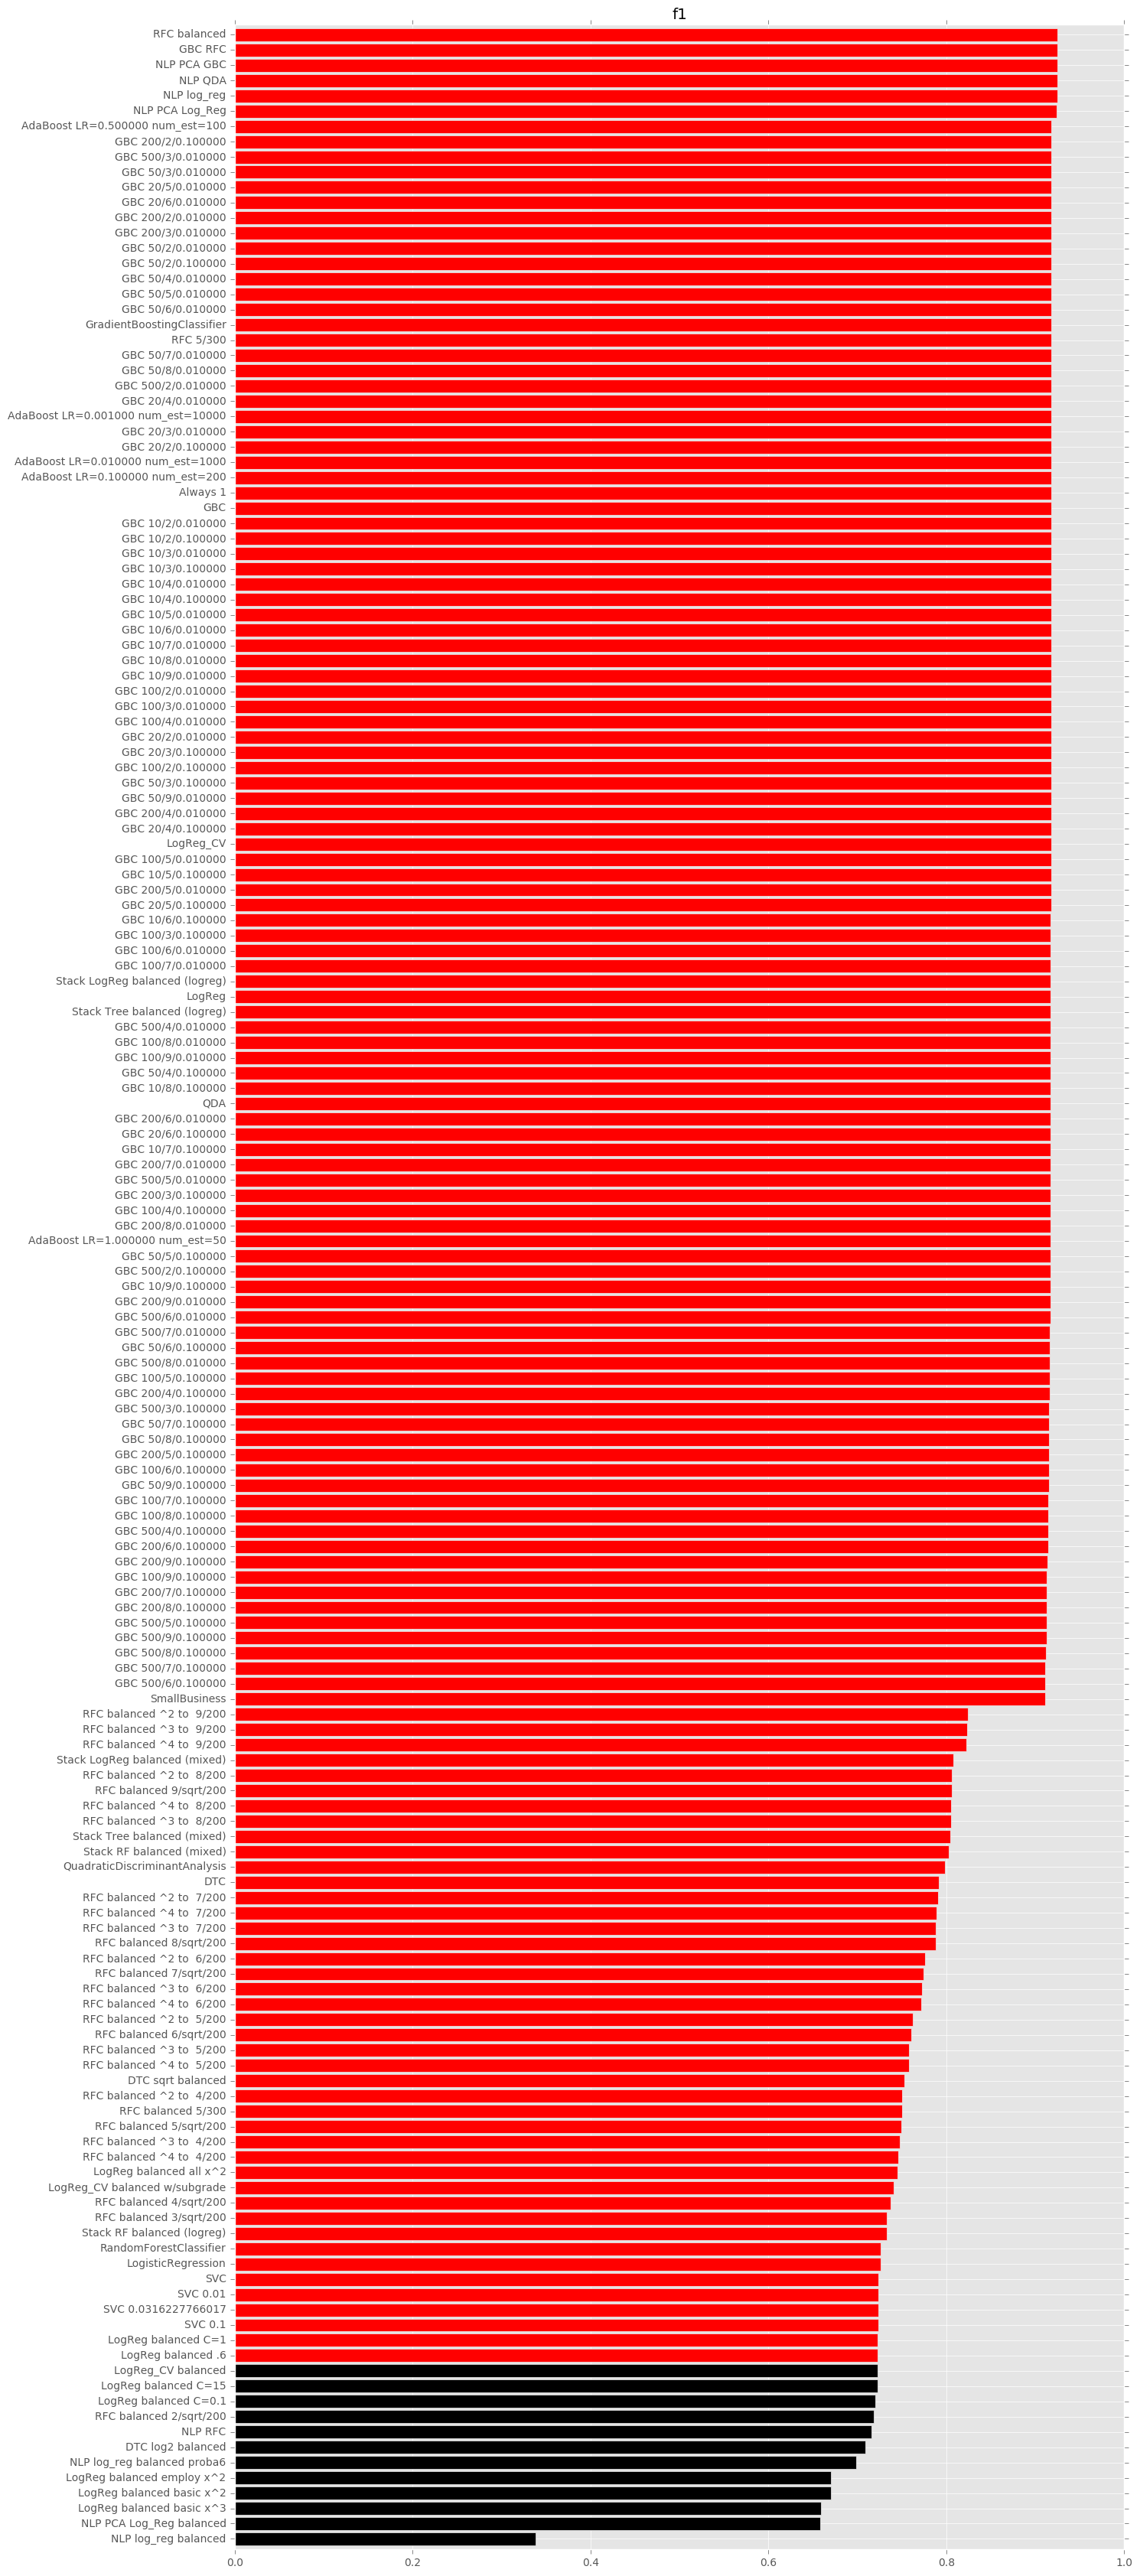 f1
RFC balanced
GBC RFC
NLP PCA GBC
NLP QDA
NLP log_reg
NLP PCA Log_Reg
AdaBoost LR=0.500000 num_est=100
GBC 200/2/0.100000
GBC 500/3/0.010000
GBC 50/3/0.010000
GBC 20/5/0.010000
GBC 20/6/0.010000
GBC 200/2/0.010000
GBC 200/3/0.010000
GBC 50/2/0.010000
GBC 50/2/0.100000
GBC 50/4/0.010000
GBC 50/5/0.010000
GBC 50/6/0.010000
GradientBoostingClassifier
RFC 5/300
GBC 50/7/0.010000
GBC 50/8/0.010000
GBC 500/2/0.010000
GBC 20/4/0.010000
AdaBoost LR=0.001000 num_est=10000
GBC 20/3/0.010000
GBC 20/2/0.100000
AdaBoost LR=0.010000 num_est=1000
AdaBoost LR=0.100000 num_est=200
Always 1
GBC
GBC 10/2/0.010000
GBC 10/2/0.100000
GBC 10/3/0.010000
GBC 10/3/0.100000
GBC 10/4/0.010000
GBC 10/4/0.100000
GBC 10/5/0.010000
GBC 10/6/0.010000
GBC 10/7/0.010000
GBC 10/8/0.010000
GBC 10/9/0.010000
GBC 100/2/0.010000
GBC 100/3/0.010000
GBC 100/4/0.010000
GBC 20/2/0.010000
GBC 20/3/0.100000
GBC 100/2/0.100000
GBC 50/3/0.100000
GBC 50/9/0.010000
GBC 200/4/0.010000
GBC 20/4/0.100000
LogReg_CV
GBC 100/5/0.010000
GBC 10/5/0.100000
GBC 200/5/0.010000
GBC 20/5/0.100000
GBC 10/6/0.100000
GBC 100/3/0.100000
GBC 100/6/0.010000
GBC 100/7/0.010000
Stack LogReg balanced (logreg)
LogReg
Stack Tree balanced (logreg)
GBC 500/4/0.010000
GBC 100/8/0.010000
GBC 100/9/0.010000
GBC 50/4/0.100000
GBC 10/8/0.100000
QDA
GBC 200/6/0.010000
GBC 20/6/0.100000
GBC 10/7/0.100000
GBC 200/7/0.010000
GBC 500/5/0.010000
GBC 200/3/0.100000
GBC 100/4/0.100000
GBC 200/8/0.010000
AdaBoost LR=1.000000 num_est=50
GBC 50/5/0.100000
GBC 500/2/0.100000
GBC 10/9/0.100000
GBC 200/9/0.010000
GBC 500/6/0.010000
GBC 500/7/0.010000
GBC 50/6/0.100000
GBC 500/8/0.010000
GBC 100/5/0.100000
GBC 200/4/0.100000
GBC 500/3/0.100000
GBC 50/7/0.100000
GBC 50/8/0.100000
GBC 200/5/0.100000
GBC 100/6/0.100000
GBC 50/9/0.100000
GBC 100/7/0.100000
GBC 100/8/0.100000
GBC 500/4/0.100000
GBC 200/6/0.100000
GBC 200/9/0.100000
GBC 100/9/0.100000
GBC 200/7/0.100000
GBC 200/8/0.100000
GBC 500/5/0.100000
GBC 500/9/0.100000
GBC 500/8/0.100000
GBC 500/7/0.100000
GBC 500/6/0.100000
SmallBusiness
RFC balanced ^2 to  9/200
RFC balanced ^3 to  9/200
RFC balanced ^4 to  9/200
Stack LogReg balanced (mixed)
RFC balanced ^2 to  8/200
RFC balanced 9/sqrt/200
RFC balanced ^4 to  8/200
RFC balanced ^3 to  8/200
Stack Tree balanced (mixed)
Stack RF balanced (mixed)
QuadraticDiscriminantAnalysis
DTC
RFC balanced ^2 to  7/200
RFC balanced ^4 to  7/200
RFC balanced ^3 to  7/200
RFC balanced 8/sqrt/200
RFC balanced ^2 to  6/200
RFC balanced 7/sqrt/200
RFC balanced ^3 to  6/200
RFC balanced ^4 to  6/200
RFC balanced ^2 to  5/200
RFC balanced 6/sqrt/200
RFC balanced ^3 to  5/200
RFC balanced ^4 to  5/200
DTC sqrt balanced
RFC balanced ^2 to  4/200
RFC balanced 5/300
RFC balanced 5/sqrt/200
RFC balanced ^3 to  4/200
RFC balanced ^4 to  4/200
LogReg balanced all x^2
LogReg_CV balanced w/subgrade
RFC balanced 4/sqrt/200
RFC balanced 3/sqrt/200
Stack RF balanced (logreg)
RandomForestClassifier
LogisticRegression
SVC
SVC 0.01
SVC 0.0316227766017
SVC 0.1
LogReg balanced C=1
LogReg balanced .6
LogReg_CV balanced
LogReg balanced C=15
LogReg balanced C=0.1
RFC balanced 2/sqrt/200
NLP RFC
DTC log2 balanced
NLP log_reg balanced proba6
LogReg balanced employ x^2
LogReg balanced basic x^2
LogReg balanced basic x^3
NLP PCA Log_Reg balanced
NLP log_reg balanced
0.0 0.2 0.4 0.6 0.8 1.0